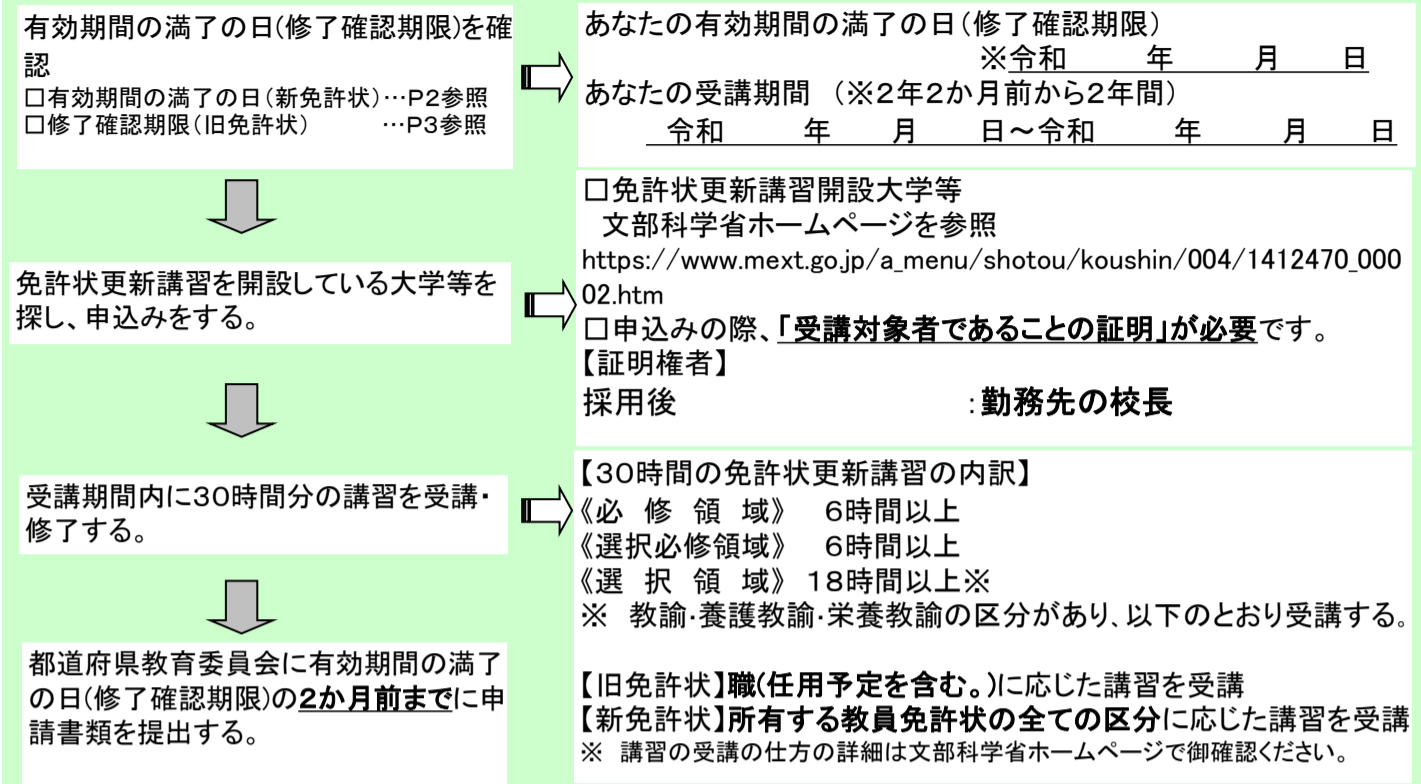 有効期間の満了の日(修了確認期限)を確
認
□有効期間の満了の日(新免許状)…P2参照
□修了確認期限(旧免許状)　　　…P3参照
あなたの有効期間の満了の日(修了確認期限)
※令和　　　年　　　月　　　日
あなたの受講期間　(※2年2か月前から2年間)
令和　　　年　　　月　　　日～令和　　　年　　　月　　　日
免許状更新講習を開設している大学等を
探し、申込みをする。
□免許状更新講習開設大学等
文部科学省ホームページを参照
https://www.mext.go.jp/a_menu/shotou/koushin/004/1412470_000
02.htm
□申込みの際、「受講対象者であることの証明」が必要です。
【証明権者】
採用後　　　　　　　　　　：勤務先の校長
受講期間内に30時間分の講習を受講・
修了する。
【30時間の免許状更新講習の内訳】
《必　修　領　域》　6時間以上
《選択必修領域》　6時間以上
《選　択　領　域》 18時間以上※
※　教諭・養護教諭・栄養教諭の区分があり、以下のとおり受講する。
【旧免許状】職(任用予定を含む。)に応じた講習を受講
【新免許状】所有する教員免許状の全ての区分に応じた講習を受講
※　講習の受講の仕方の詳細は文部科学省ホームページで御確認ください。
都道府県教育委員会に有効期間の満了
の日(修了確認期限)の2か月前までに申
請書類を提出する。